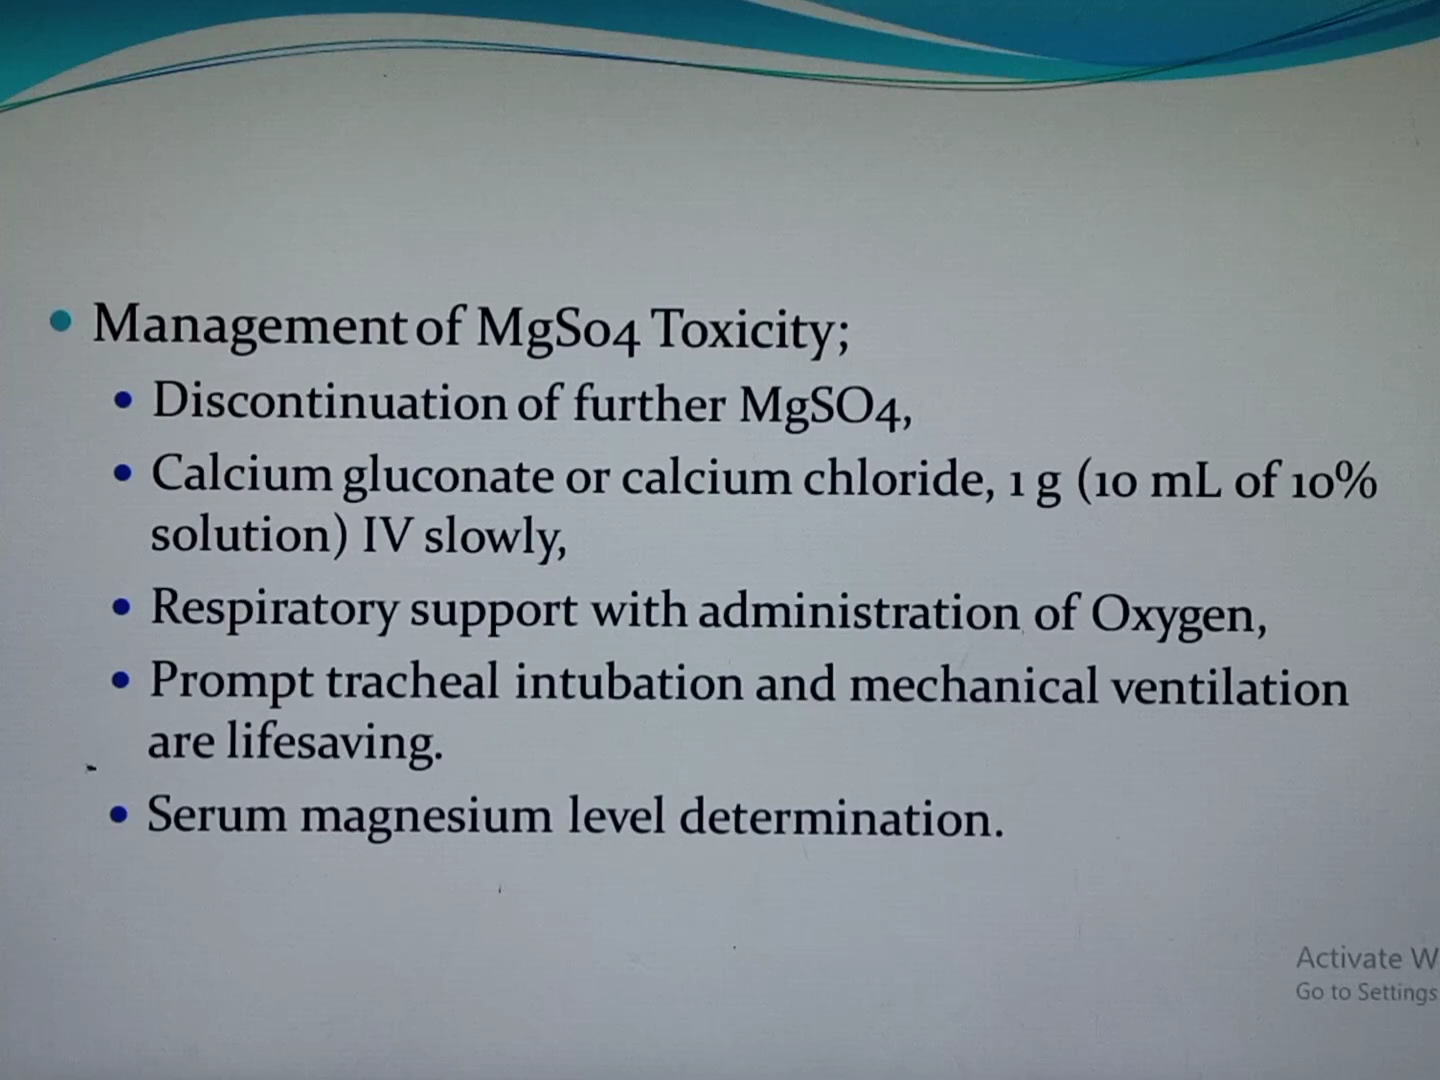 Management of MgSo4 Toxicity;
Discontinuation of further MgSO4,
Calcium gluconate or calcium chloride, 1 g (10 mL of 10%
solution) IV slowly,
Respiratory support with administration of Oxygen,
Prompt tracheal intubation and mechanical ventilation
are lifesaving.
Serum magnesium level determination.
Activate W
Go to Settings